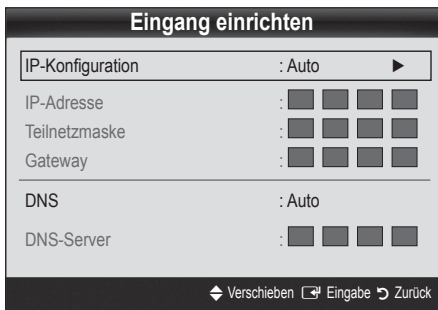 Eingang einrichten
IP-Konfiguration : Auto ►
IP-Adresse :
Teilnetzmaske :
Gateway :
DNS : Auto
DNS-Server :
Verschieben Eingabe Zurück